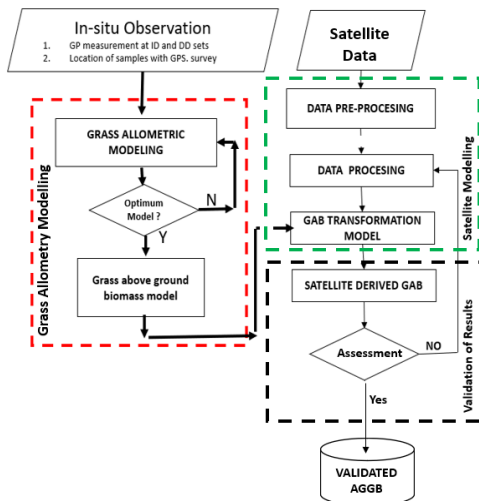 In-situ Observation
1. GP measurement at ID and DD sets
2. Location of samples with GPS. survey
Grass Allometry Modelling
GRASS ALLOMETRIC
MODELING
Optimum
Model ?
N
Y
Grass above ground
biomass model
Satellite
Data
Satellite Modelling
DATA PRE-PROCESING
DATA PROCESING
GAB TRANSFORMATION
MODEL
Validation of Results
SATELLITE DERIVED GAB
Assessment
NO
Yes
VALIDATED
AGGB